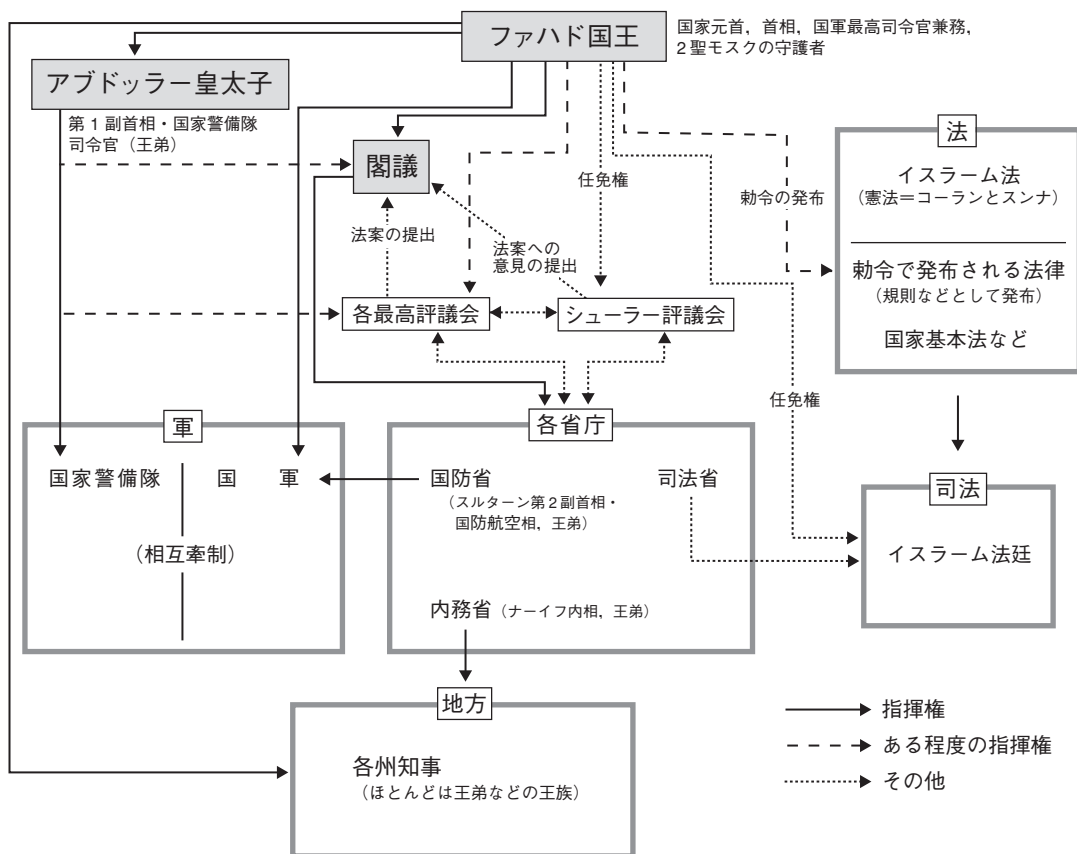 ファハド国王
国家元首，首相，国軍最高司令官兼務，
2聖モスクの守護者
アブドッラー皇太子
第1副首相・国家警備隊
司令官（王弟）
閣議
任免権
勅令の発布
法案の提出
法案への
意見の提出
各最高評議会
シューラー評議会
法
イスラーム法
（憲法＝コーランとスンナ）
勅令で発布される法律
（規則などとして発布）
国家基本法など
任免権
軍
国家警備隊
国　軍
（相互牽制）
各省庁
国防省
（スルターン第2副首相・
国防航空相，王弟）
司法省
内務省（ナーイフ内相，王弟）
司法
イスラーム法廷
地方
各州知事
（ほとんどは王弟などの王族）
指揮権
ある程度の指揮権
その他